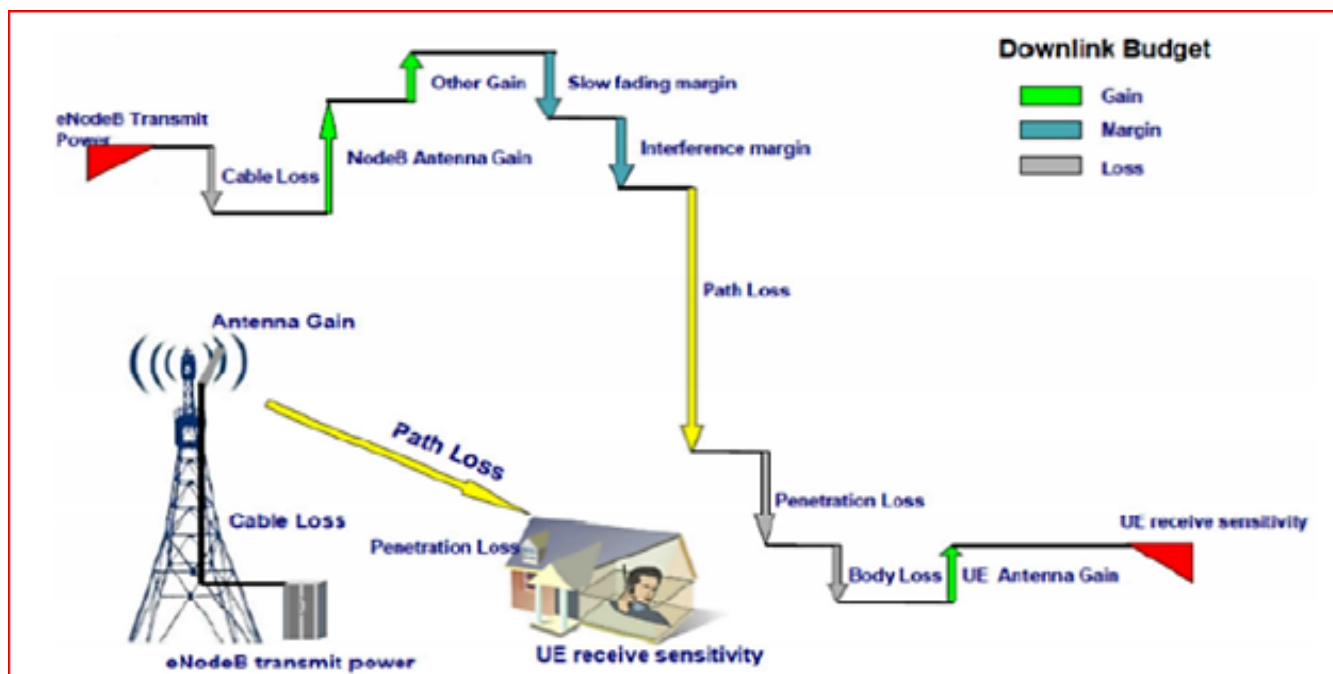 Downlink Budget
Gain
Margin
Loss
eNodeB Transmit
Power
Cable Loss
NodeB Antenna Gain
Other Gain
Slow fading margin
Interference margin
Path Loss
Penetration Loss
Body Loss
UE Antenna Gain
UE receive sensitivity
Antenna Gain
Path Loss
Cable Loss
Penetration Loss
eNodeB transmit power
UE receive sensitivity